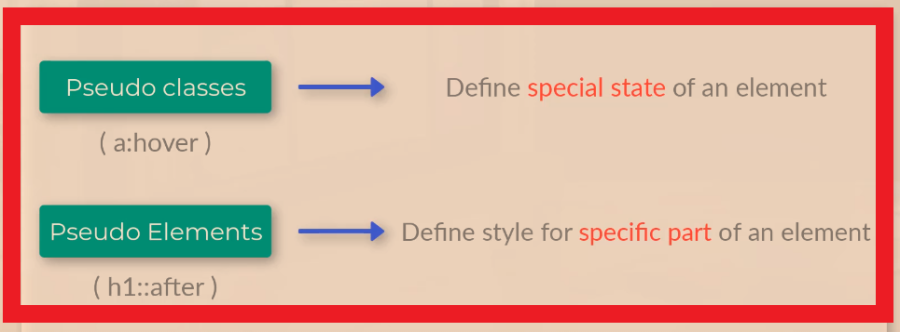 Pseudo classes Define special state of an element
( a:hover )
Pseudo Elements Define style for specific part of an element
( h1::after )